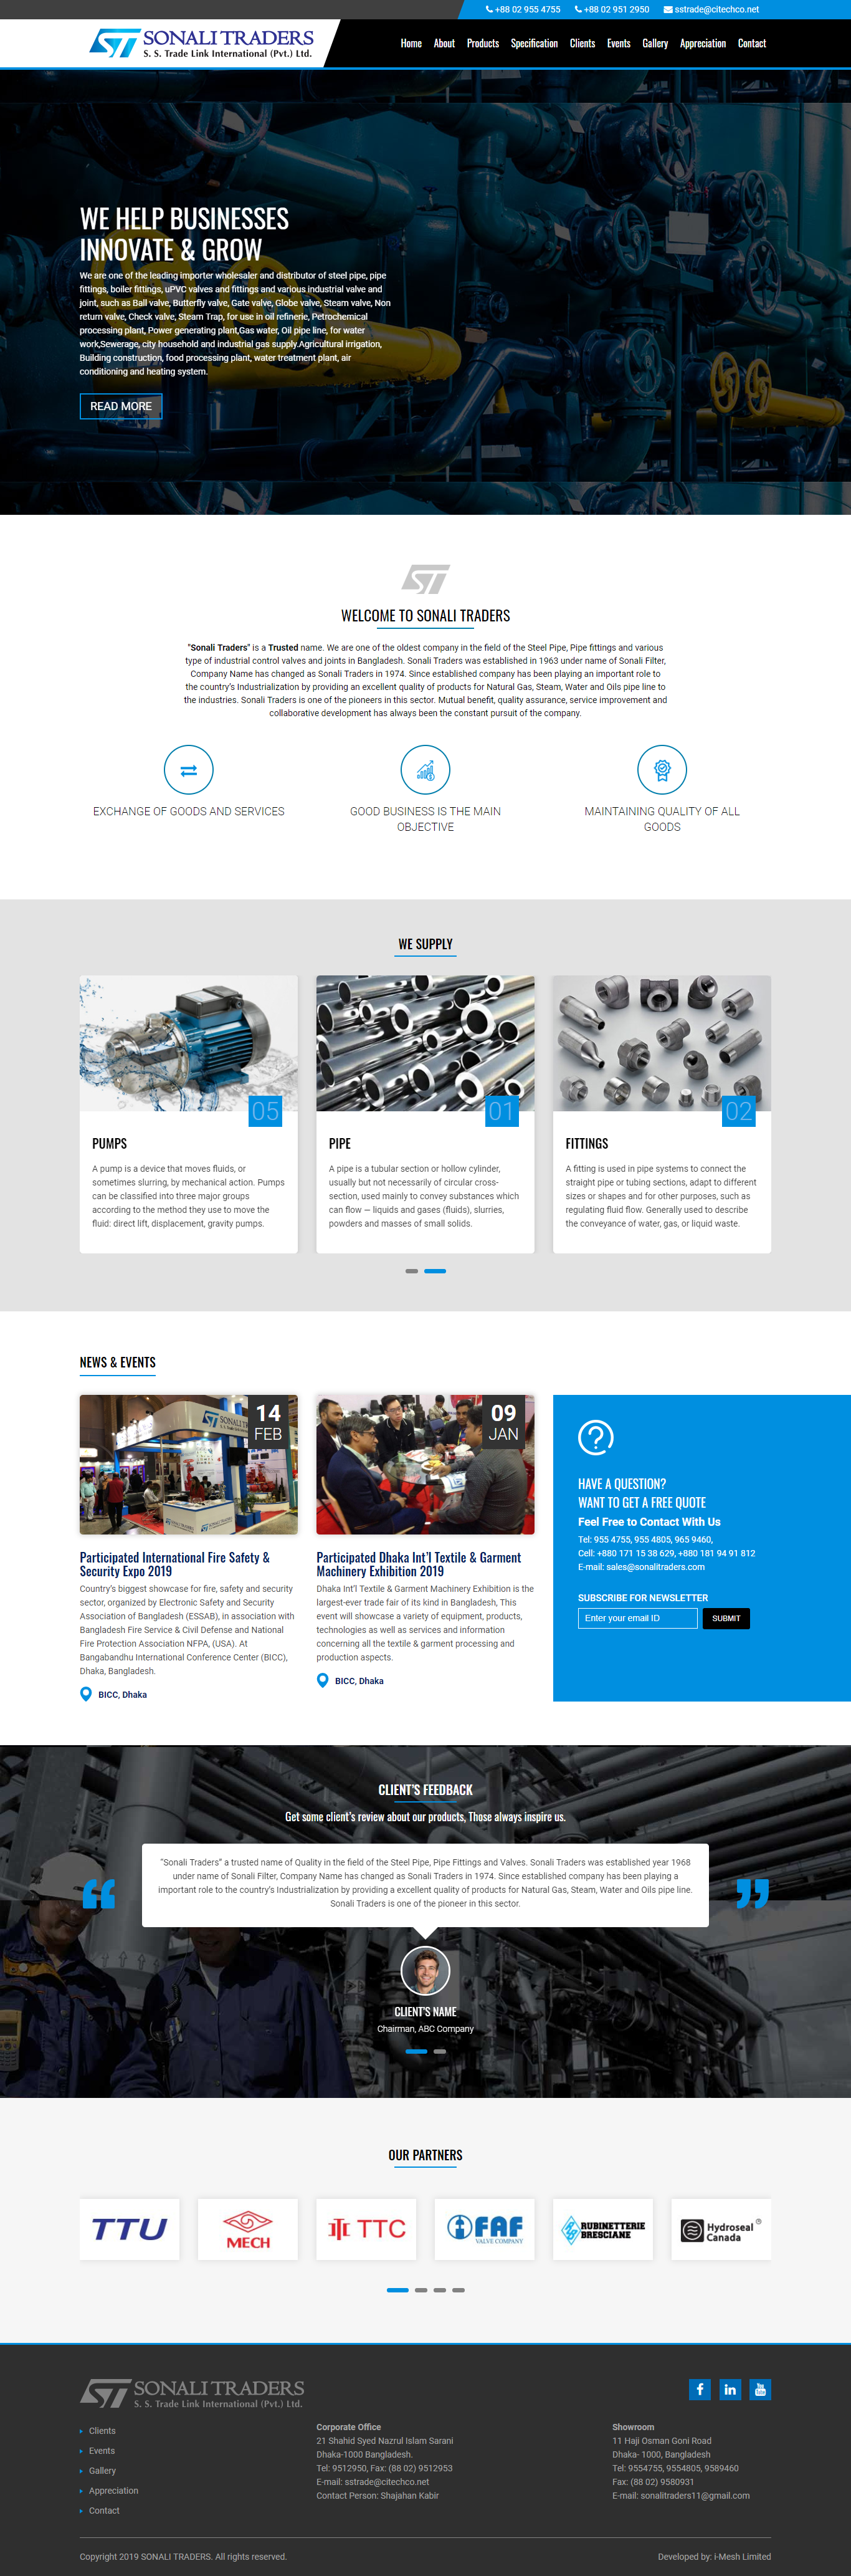 +88 02 955 4755 +88 02 951 2950 sstrade@citechco.net
ST SONALI TRADERS
S. S. Trade Link International (Pvt.) Ltd.
Home About Products Specification Clients Events Gallery Appreciation Contact
WE HELP BUSINESSES
INNOVATE & GROW
We are one of the leading importer wholesaler and distributor of steel pipe, pipe
fittings, boiler fittings, uPVC valves and fittings and various industrial valve and
joint, such as Ball valve, Butterfly valve, Gate valve, Globe valve, Steam valve, Non
return valve, Check valve, Steam Trap, for use in oil refinerie, Petrochemical
processing plant, Power generating plant,Gas water, Oil pipe line, for water
work,Sewerage, city household and industrial gas supply.Agricultural irrigation,
Building construction, food processing plant, water treatment plant, air
conditioning and heating system.
READ MORE
ST
WELCOME TO SONALI TRADERS
"Sonali Traders" is a Trusted name. We are one of the oldest company in the field of the Steel Pipe, Pipe fittings and various
type of industrial control valves and joints in Bangladesh. Sonali Traders was established in 1963 under name of Sonali Filter,
Company Name has changed as Sonali Traders in 1974. Since established company has been playing an important role to
the country's Industrialization by providing an excellent quality of products for Natural Gas, Steam, Water and Oils pipe line to
the industries. Sonali Traders is one of the pioneers in this sector. Mutual benefit, quality assurance, service improvement and
collaborative development has always been the constant pursuit of the company.
EXCHANGE OF GOODS AND SERVICES
GOOD BUSINESS IS THE MAIN
OBJECTIVE
MAINTAINING QUALITY OF ALL
GOODS
WE SUPPLY
05
PUMPS
A pump is a device that moves fluids, or
sometimes slurring, by mechanical action. Pumps
can be classified into three major groups
according to the method they use to move the
fluid: direct lift, displacement, gravity pumps.
01
PIPE
A pipe is a tubular section or hollow cylinder,
usually but not necessarily of circular cross-
section, used mainly to convey substances which
can flow — liquids and gases (fluids), slurries,
powders and masses of small solids.
02
FITTINGS
A fitting is used in pipe systems to connect the
straight pipe or tubing sections, adapt to different
sizes or shapes and for other purposes, such as
regulating fluid flow. Generally used to describe
the conveyance of water, gas, or liquid waste.
NEWS & EVENTS
14
FEB
Participated International Fire Safety &
Security Expo 2019
Country's biggest showcase for fire, safety and security
sector, organized by Electronic Safety and Security
Association of Bangladesh (ESSAB), in association with
Bangladesh Fire Service & Civil Defense and National
Fire Protection Association NFPA, (USA). At
Bangabandhu International Conference Center (BICC),
Dhaka, Bangladesh.
BICC, Dhaka
09
JAN
Participated Dhaka Int'l Textile & Garment
Machinery Exhibition 2019
Dhaka Int'l Textile & Garment Machinery Exhibition is the
largest-ever trade fair of its kind in Bangladesh, This
event will showcase a variety of equipment, products,
technologies as well as services and information
concerning all the textile & garment processing and
production aspects.
BICC, Dhaka
HAVE A QUESTION?
WANT TO GET A FREE QUOTE
Feel Free to Contact With Us
Tel: 955 4755, 955 4805, 965 9460,
Cell: +880 171 15 38 629, +880 181 94 91 812
E-mail: sales@sonalitraders.com
SUBSCRIBE FOR NEWSLETTER
Enter your email ID SUBMIT
CLIENT'S FEEDBACK
Get some client's review about our products, Those always inspire us.
"Sonali Traders" a trusted name of Quality in the field of the Steel Pipe, Pipe Fittings and Valves. Sonali Traders was established year 1968
under name of Sonali Filter, Company Name has changed as Sonali Traders in 1974. Since established company has been playing a
important role to the country's Industrialization by providing a excellent quality of products for Natural Gas, Steam, Water and Oils pipe line.
Sonali Traders is one of the pioneer in this sector.
CLIENT'S NAME
Chairman, ABC Company
OUR PARTNERS
TTU
MECH
TTC
FAF
VALVE COMPANY
RUBINETTERIE
BRESCIANE
Hydroseal
Canada
ST SONALI TRADERS
S. S. Trade Link International (Pvt.) Ltd.
Clients
Events
Gallery
Appreciation
Contact
Corporate Office
21 Shahid Syed Nazrul Islam Sarani
Dhaka-1000 Bangladesh.
Tel: 9512950, Fax: (88 02) 9512953
E-mail: sstrade@citechco.net
Contact Person: Shajahan Kabir
Showroom
11 Haji Osman Goni Road
Dhaka- 1000, Bangladesh
Tel: 9554755, 9554805, 9589460
Fax: (88 02) 9580931
E-mail: sonalitraders11@gmail.com
Copyright 2019 SONALI TRADERS. All rights reserved.
Developed by: i-Mesh Limited